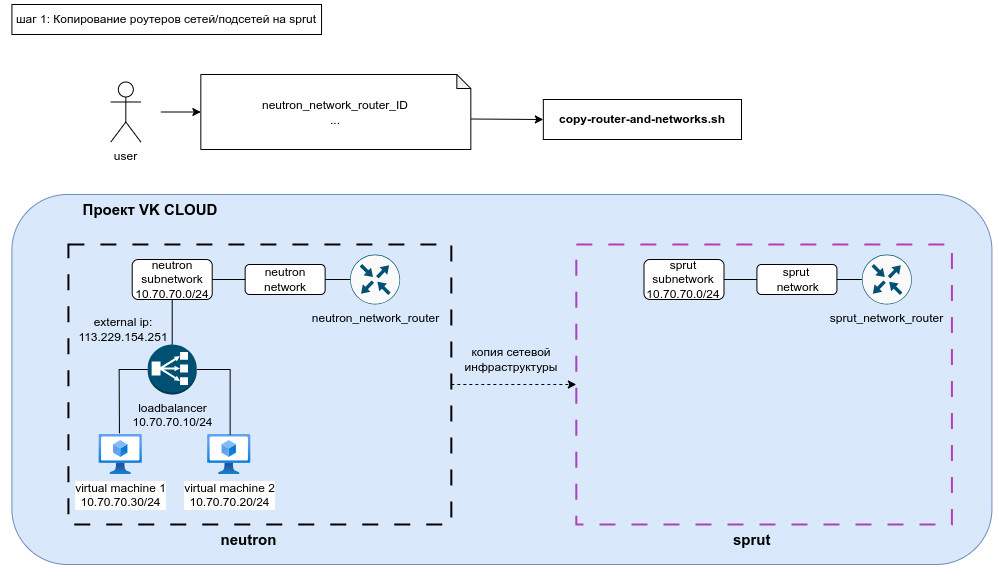 шаг 1: Копирование роутеров сетей/подсетей на sprut
neutron_network_router_ID
...
copy-router-and-networks.sh
user
Проект VK CLOUD
neutron
subnetwork
10.70.70.0/24
neutron
network
neutron_network_router
external ip:
113.229.154.251
loadbalancer
10.70.70.10/24
virtual machine 1
10.70.70.30/24
virtual machine 2
10.70.70.20/24
neutron
копия сетевой
инфраструктуры
sprut
subnetwork
10.70.70.0/24
sprut
network
sprut_network_router
sprut